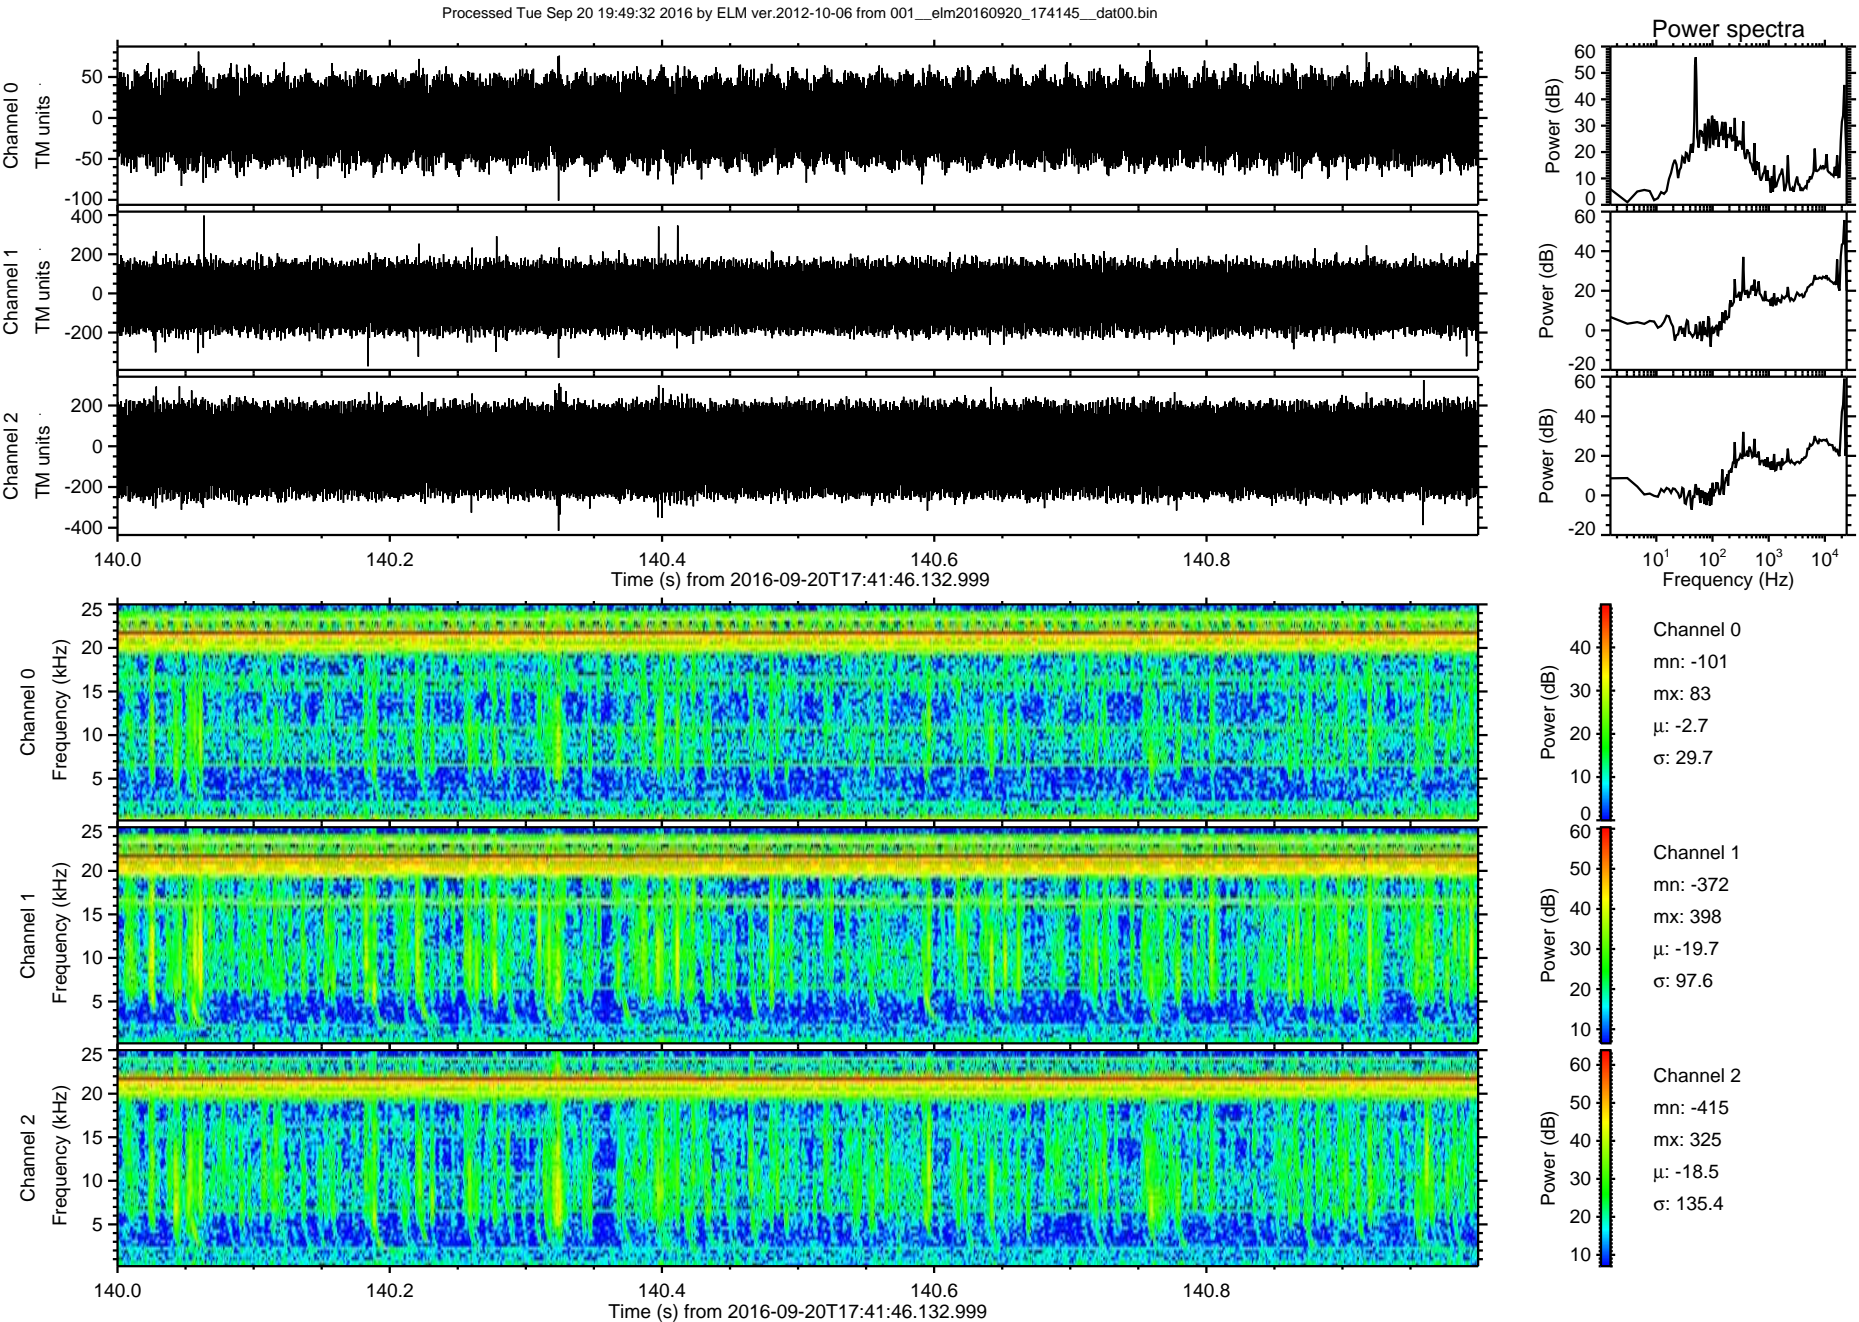 Processed Tue Sep 20 19:49:32 2016 by ELM ver.2012-10-06 from 001__elm20160920_174145__dat00.bin
Power spectra
Channel 0
TM units
50
0
-50
-100
Power (dB)
60
50
40
30
20
10
0
Channel 1
TM units
400
200
0
-200
Power (dB)
60
40
20
0
-20
Channel 2
TM units
200
0
-200
-400
Power (dB)
60
40
20
0
-20
140.0 140.2 140.4 140.6 140.8
Time (s) from 2016-09-20T17:41:46.132.999
10¹ 10² 10³ 10⁴
Frequency (Hz)
Channel 0
Frequency (kHz)
25
20
15
10
5
Power (dB)
40
30
20
10
0
Channel 0
mn: -101
mx: 83
μ: -2.7
σ: 29.7
Channel 1
Frequency (kHz)
25
20
15
10
5
Power (dB)
60
50
40
30
20
10
Channel 1
mn: -372
mx: 398
μ: -19.7
σ: 97.6
Channel 2
Frequency (kHz)
25
20
15
10
5
Power (dB)
60
50
40
30
20
10
Channel 2
mn: -415
mx: 325
μ: -18.5
σ: 135.4
140.0 140.2 140.4 140.6 140.8
Time (s) from 2016-09-20T17:41:46.132.999